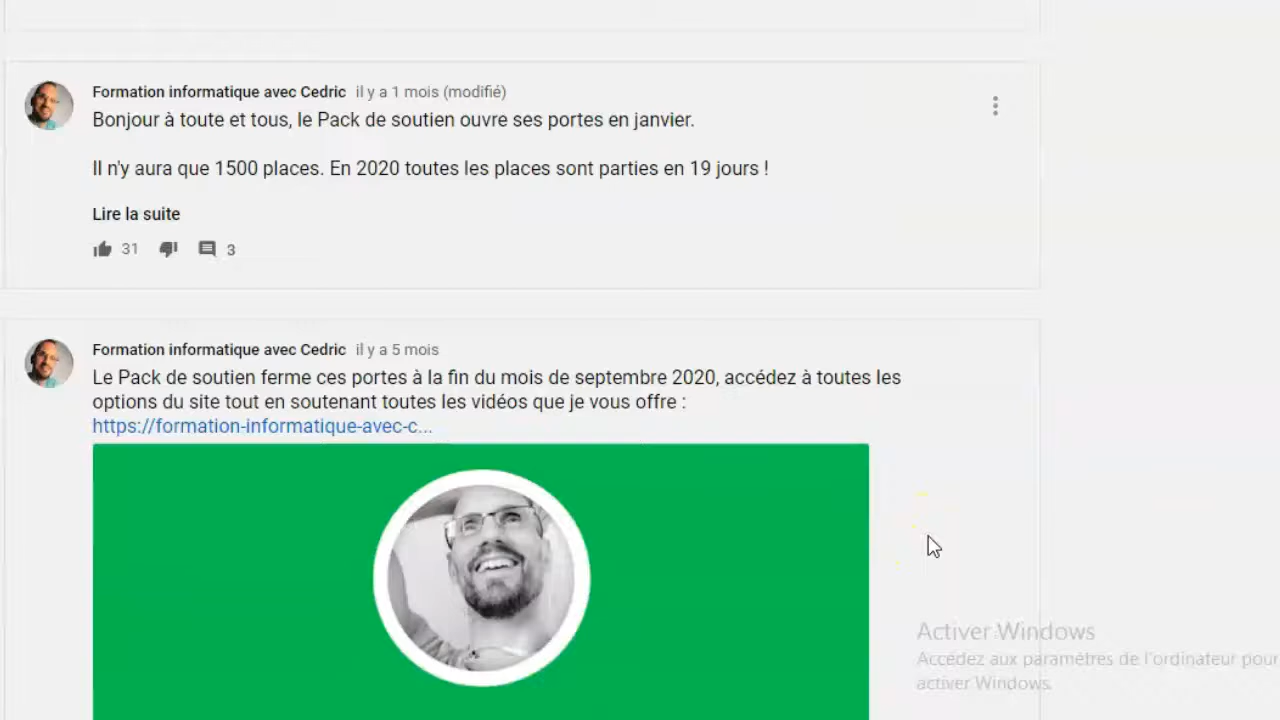 Formation informatique avec Cedric il y a 1 mois (modifié)
Bonjour à toute et tous, le Pack de soutien ouvre ses portes en janvier.
Il n'y aura que 1500 places. En 2020 toutes les places sont parties en 19 jours !
Lire la suite
31 3
Formation informatique avec Cedric il y a 5 mois
Le Pack de soutien ferme ces portes à la fin du mois de septembre 2020, accédez à toutes les
options du site tout en soutenant toutes les vidéos que je vous offre :
https://formation-informatique-avec-c...
Activer Windows
Accédez aux paramètres de l'ordinateur pour
activer Windows.